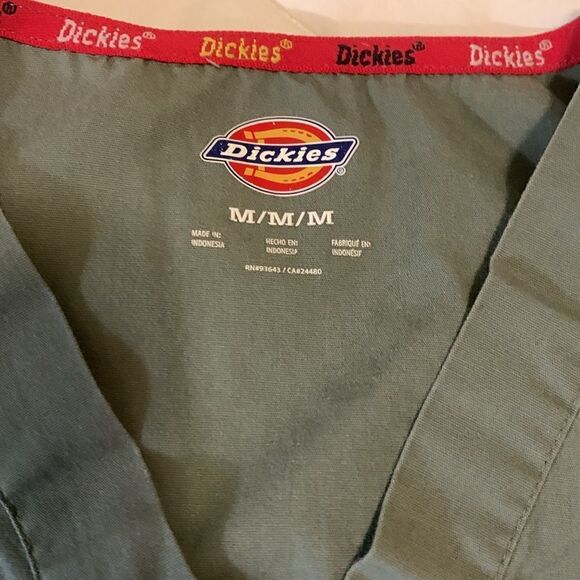 Dickies® Dickies® Dickies® Dickies®
Dickies®
M/M/M
MADE IN: HECHO EN: FABRIQUÉ EN:
INDONESIA INDONESIA INDONÉSIE
RN#93643 / CA#24480